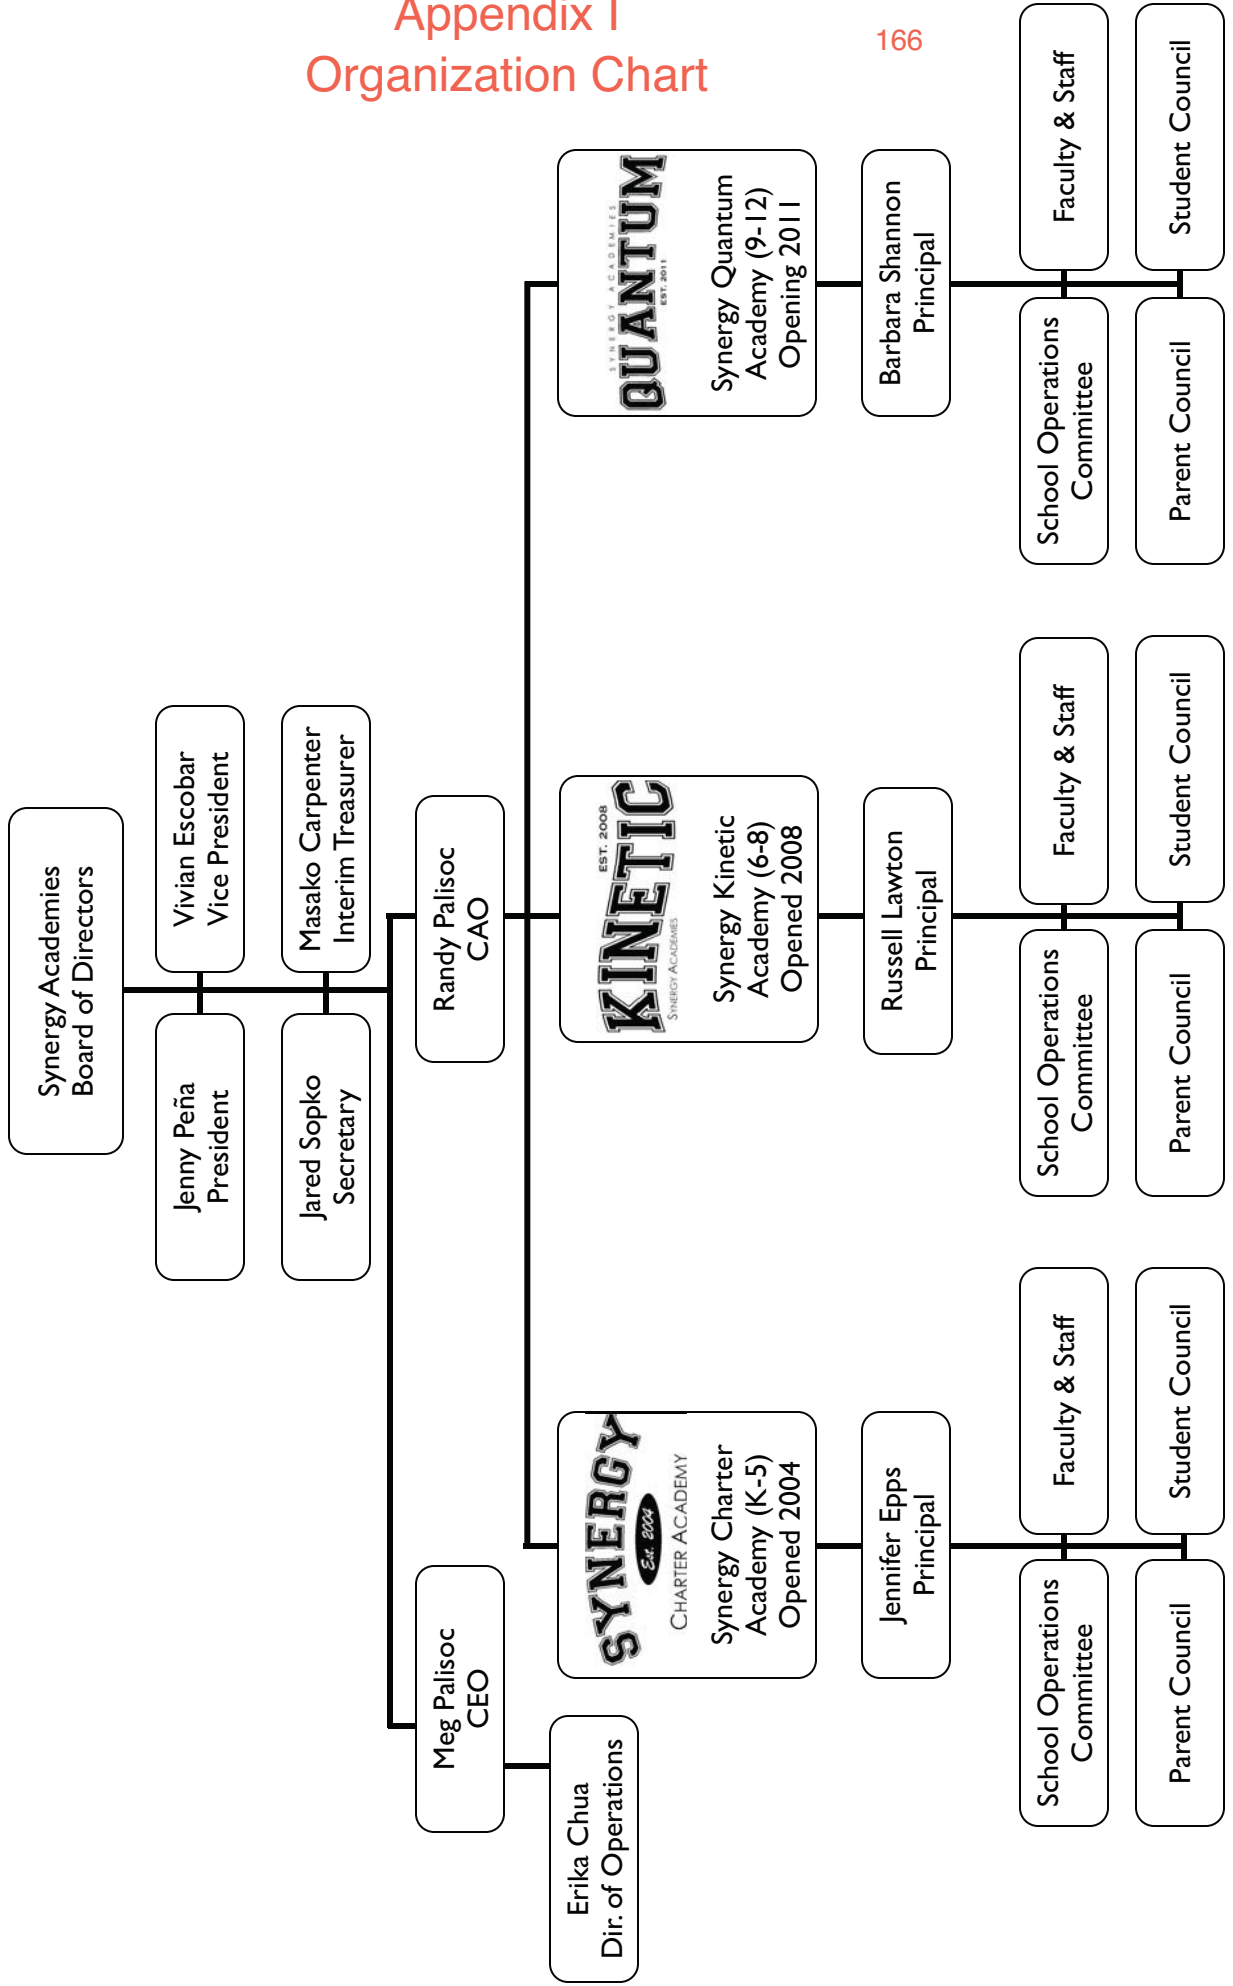 Appendix I
Organization Chart
166
Synergy Academies
Board of Directors
Jenny Peña
President
Vivian Escobar
Vice President
Jared Sopko
Secretary
Masako Carpenter
Interim Treasurer
Meg Palisoc
CEO
Randy Palisoc
CAO
Erika Chua
Dir. of Operations
SYNERGY
Est. 2004
CHARTER ACADEMY
Synergy Charter
Academy (K-5)
Opened 2004
EST. 2008
KINETIC
SYNERGY ACADEMIES
Synergy Kinetic
Academy (6-8)
Opened 2008
SYNERGY ACADEMIES
QUANTUM
EST. 2011
Synergy Quantum
Academy (9-12)
Opening 2011
Jennifer Epps
Principal
Russell Lawton
Principal
Barbara Shannon
Principal
School Operations
Committee
Faculty & Staff
School Operations
Committee
Faculty & Staff
School Operations
Committee
Faculty & Staff
Parent Council
Student Council
Parent Council
Student Council
Parent Council
Student Council